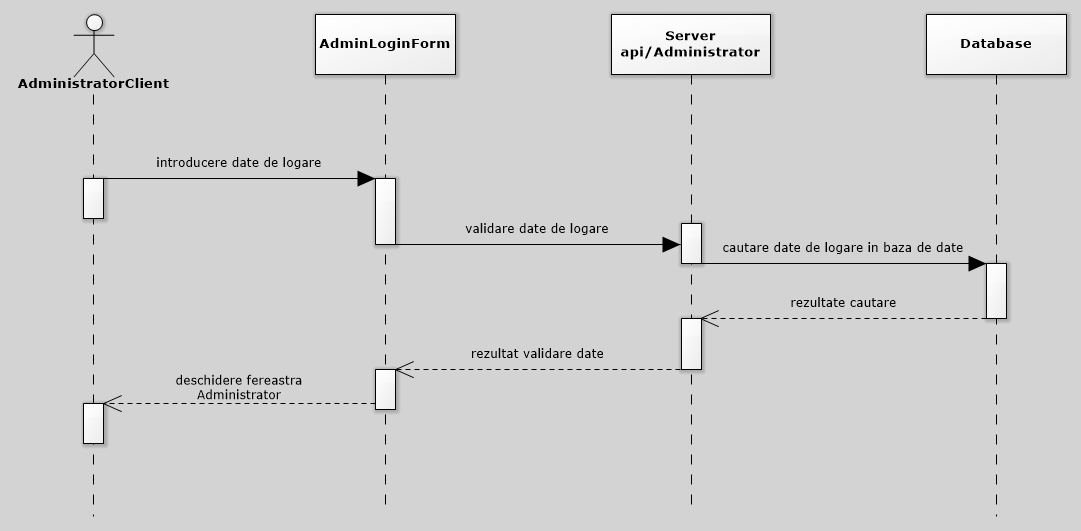 AdministratorClient
AdminLoginForm
Server
api/Administrator
Database
introducere date de logare
validare date de logare
cautare date de logare in baza de date
rezultate cautare
rezultat validare date
deschidere fereastra
Administrator